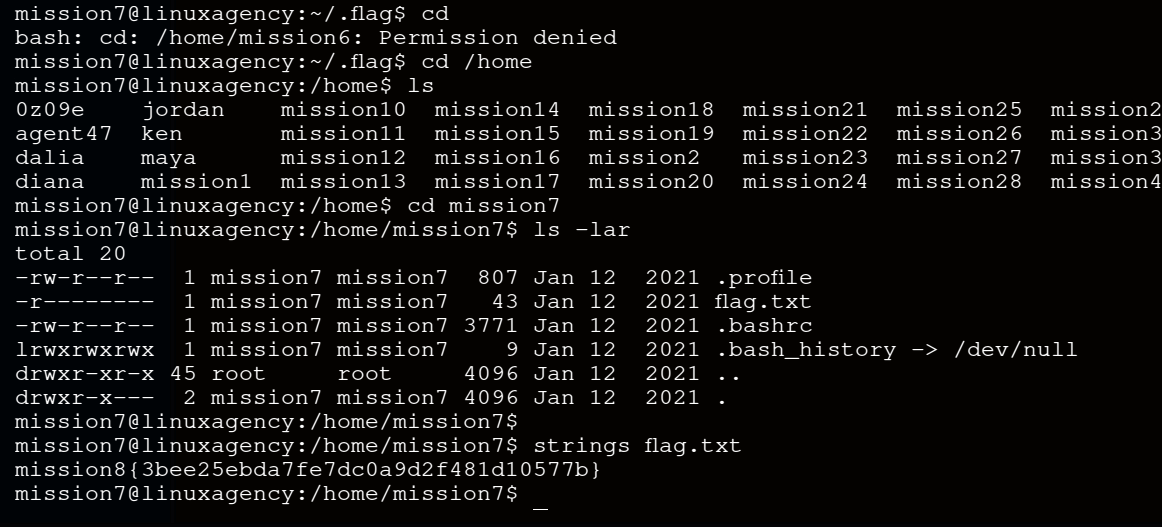 mission7@linuxagency:~/.flag$ cd
bash: cd: /home/mission6: Permission denied
mission7@linuxagency:~/.flag$ cd /home
mission7@linuxagency:/home$ ls
0z09e    jordan    mission10  mission14  mission18  mission21  mission25  mission2
agent47  ken       mission11  mission15  mission19  mission22  mission26  mission3
dalia    maya      mission12  mission16  mission2   mission23  mission27  mission3
diana    mission1  mission13  mission17  mission20  mission24  mission28  mission4
mission7@linuxagency:/home$ cd mission7
mission7@linuxagency:/home/mission7$ ls -lar
total 20
-rw-r--r--  1 mission7 mission7  807 Jan 12  2021 .profile
-r--------  1 mission7 mission7   43 Jan 12  2021 flag.txt
-rw-r--r--  1 mission7 mission7 3771 Jan 12  2021 .bashrc
lrwxrwxrwx  1 mission7 mission7    9 Jan 12  2021 .bash_history -> /dev/null
drwxr-xr-x 45 root     root     4096 Jan 12  2021 ..
drwxr-x---  2 mission7 mission7 4096 Jan 12  2021 .
mission7@linuxagency:/home/mission7$
mission7@linuxagency:/home/mission7$ strings flag.txt
mission8{3bee25ebda7fe7dc0a9d2f481d10577b}
mission7@linuxagency:/home/mission7$